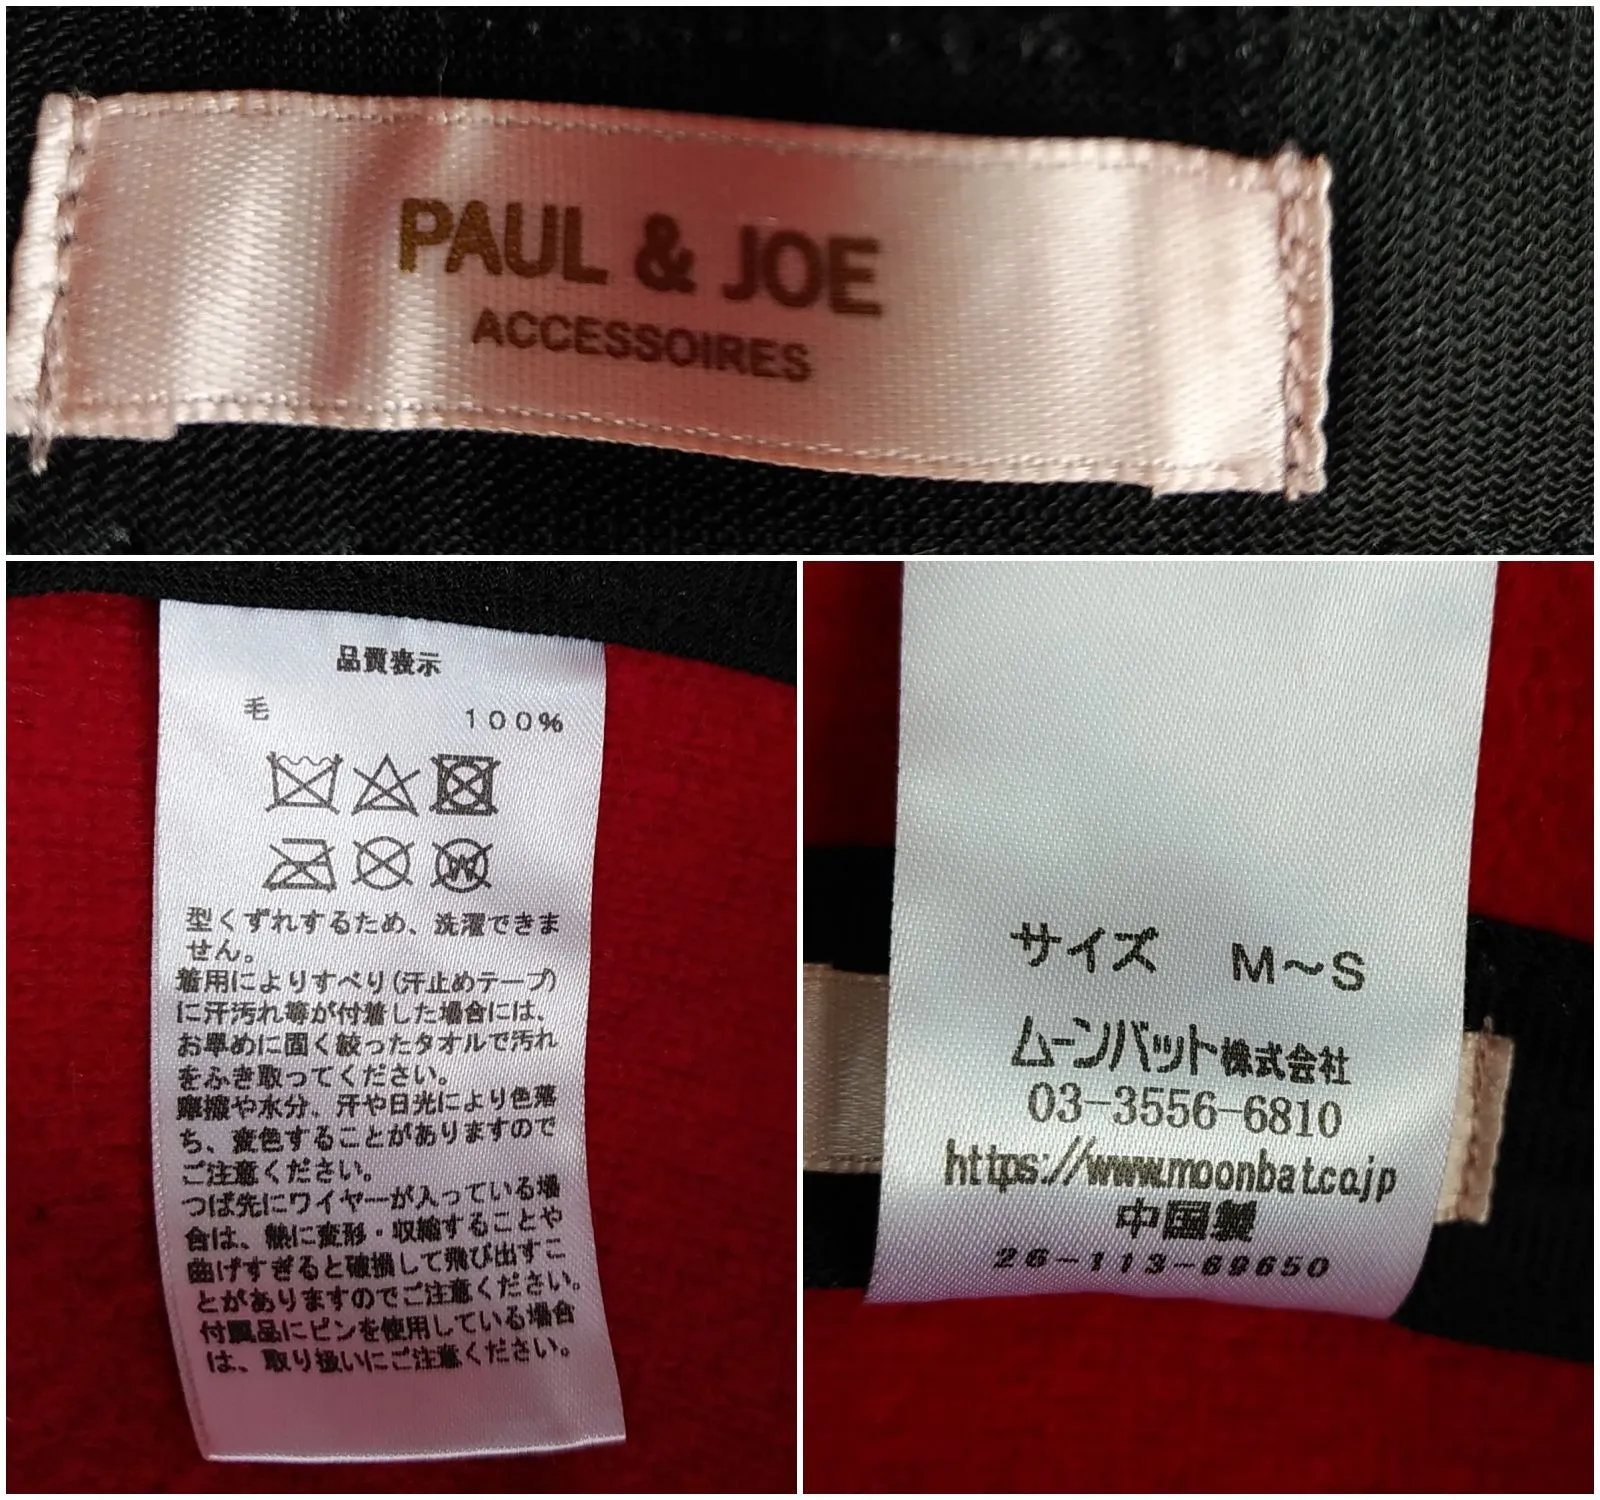 PAUL & JOE
ACCESSOIRES
品質表示
毛 100%
型くずれするため、洗濯できま
せん。
着用によりすべり(汗止めテープ)
に汗汚れ等が付着した場合には、
お早めに固く絞ったタオルで汚れ
をふき取ってください。
摩擦や水分、汗や日光により色落
ち、変色することがありますので
ご注意ください。
つば先にワイヤーが入っている場
合は、熱に変形・収縮することや
曲げすぎると破損して飛び出すこ
とがありますのでご注意ください。
付属品にピンを使用している場合
は、取り扱いにご注意ください。
サイズ M～S
ムーンバット株式会社
03-3556-6810
https://www.moonbat.co.jp
中国製
26-113-69650